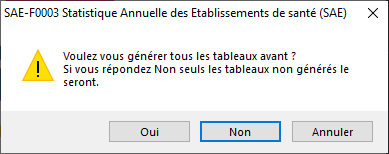 SAE-F0003 Statistique Annuelle des Etablissements de santé (SAE)
Voulez vous générer tous les tableaux avant ?
Si vous répondez Non seuls les tableaux non générés le
seront.
Oui
Non
Annuler